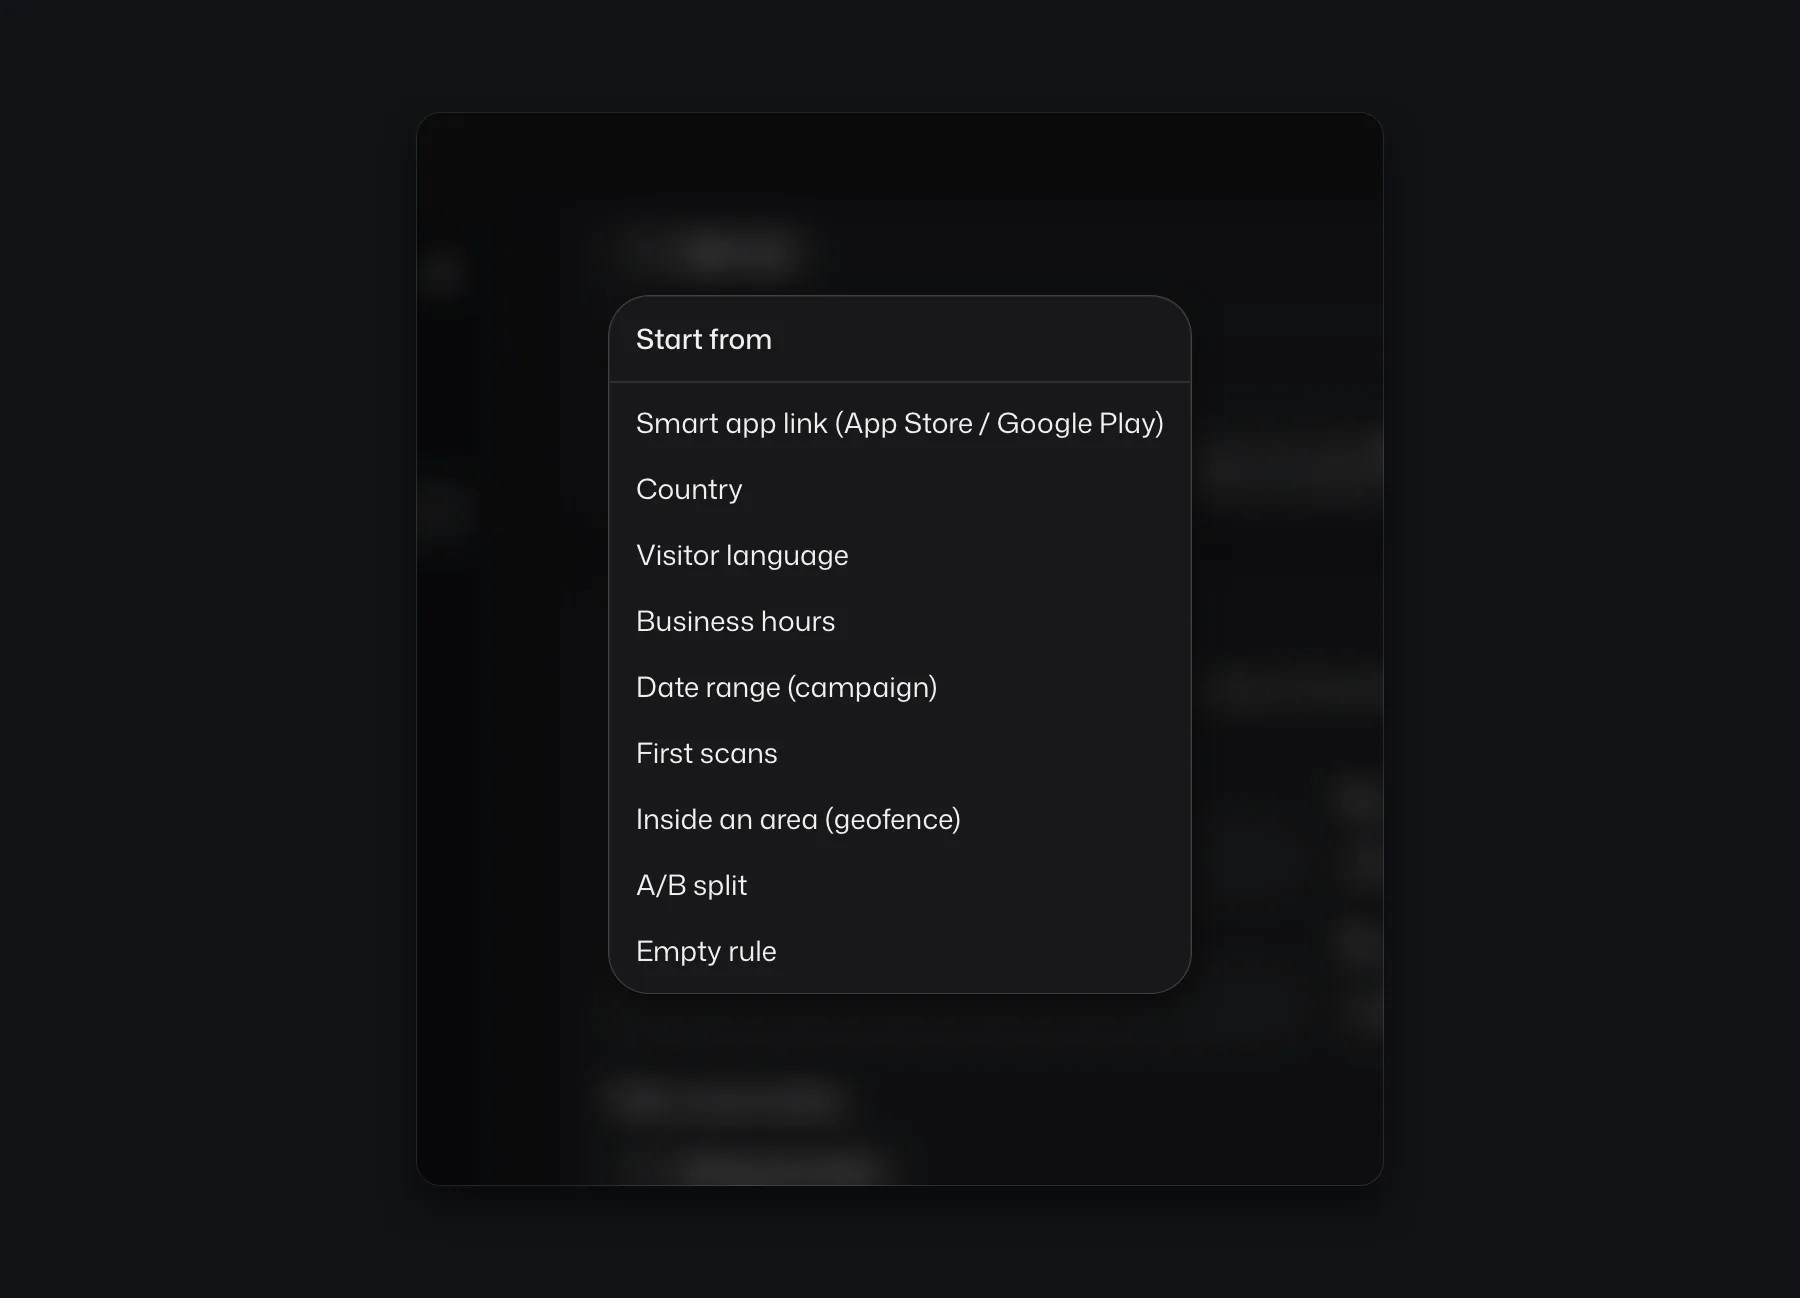 Start from
Smart app link (App Store / Google Play)
Country
Visitor language
Business hours
Date range (campaign)
First scans
Inside an area (geofence)
A/B split
Empty rule